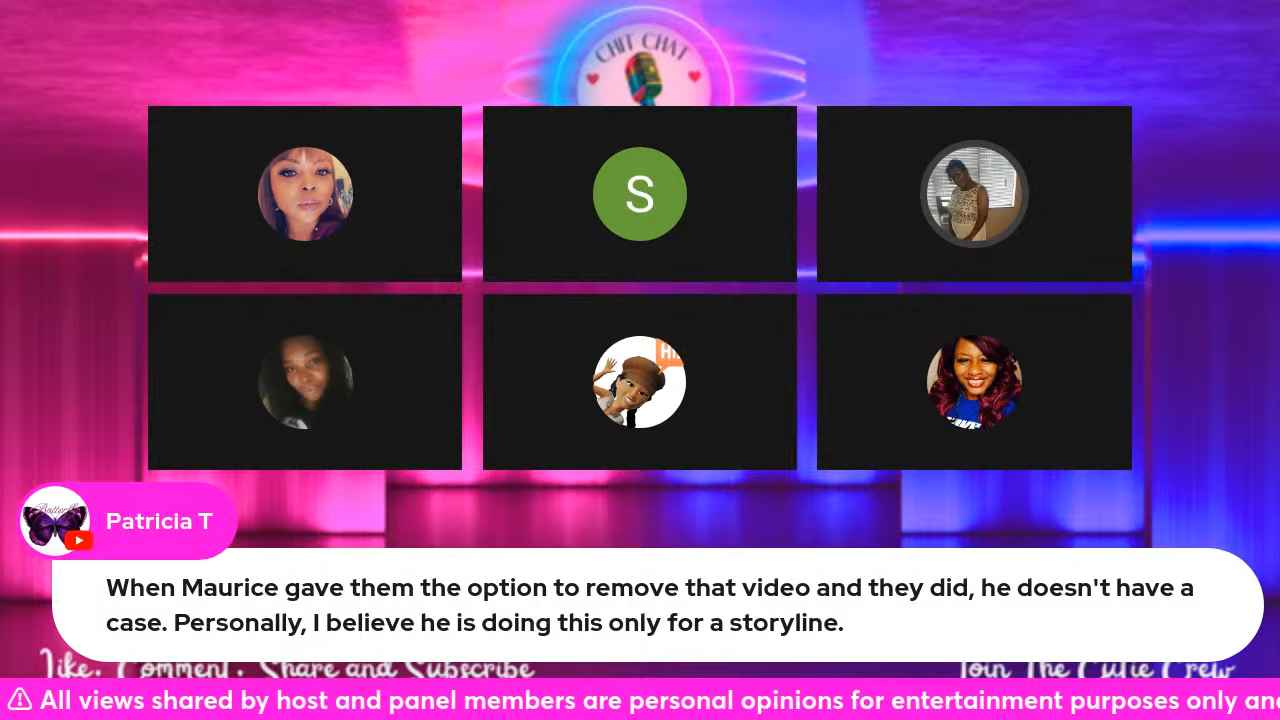 CHIT CHAT
S
HI
Patricia T
When Maurice gave them the option to remove that video and they did, he doesn't have a
case. Personally, I believe he is doing this only for a storyline.
Like, Comment, Share and Subscribe
Join The Cutie Crew
All views shared by host and panel members are personal opinions for entertainment purposes only and